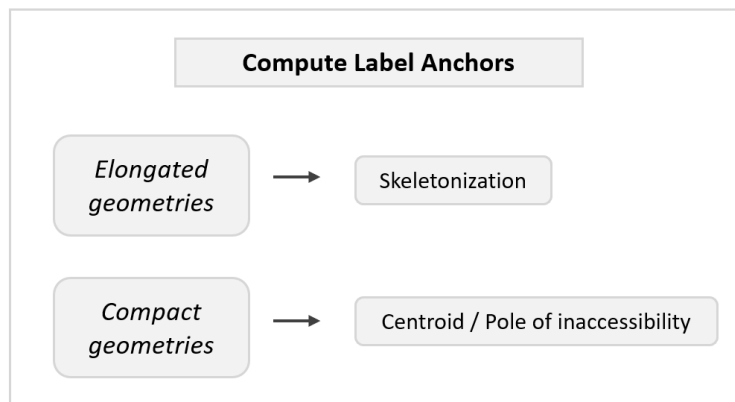 Compute Label Anchors
Elongated
geometries
Skeletonization
Compact
geometries
Centroid / Pole of inaccessibility